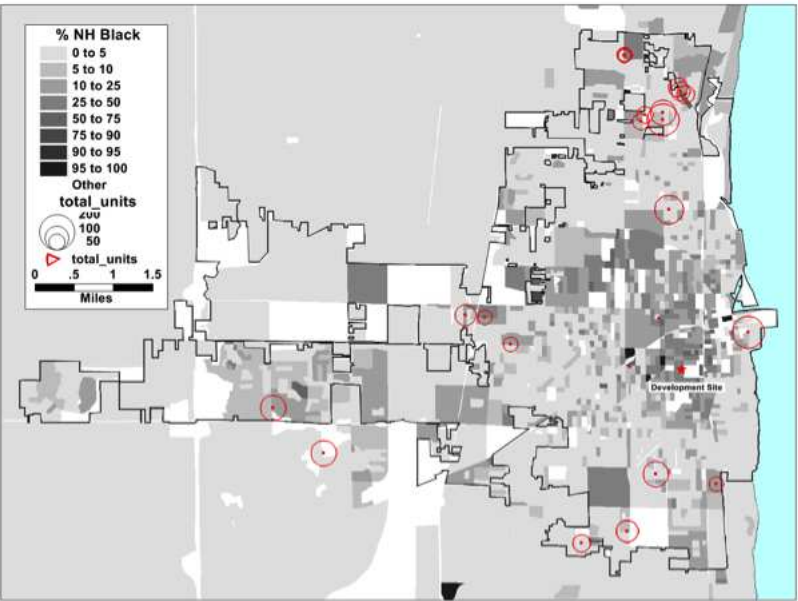 % NH Black
0 to 5
5 to 10
10 to 25
25 to 50
50 to 75
75 to 90
90 to 95
95 to 100
Other
total_units
200
100
50
total_units
0 .5 1 1.5
Miles
Development Site